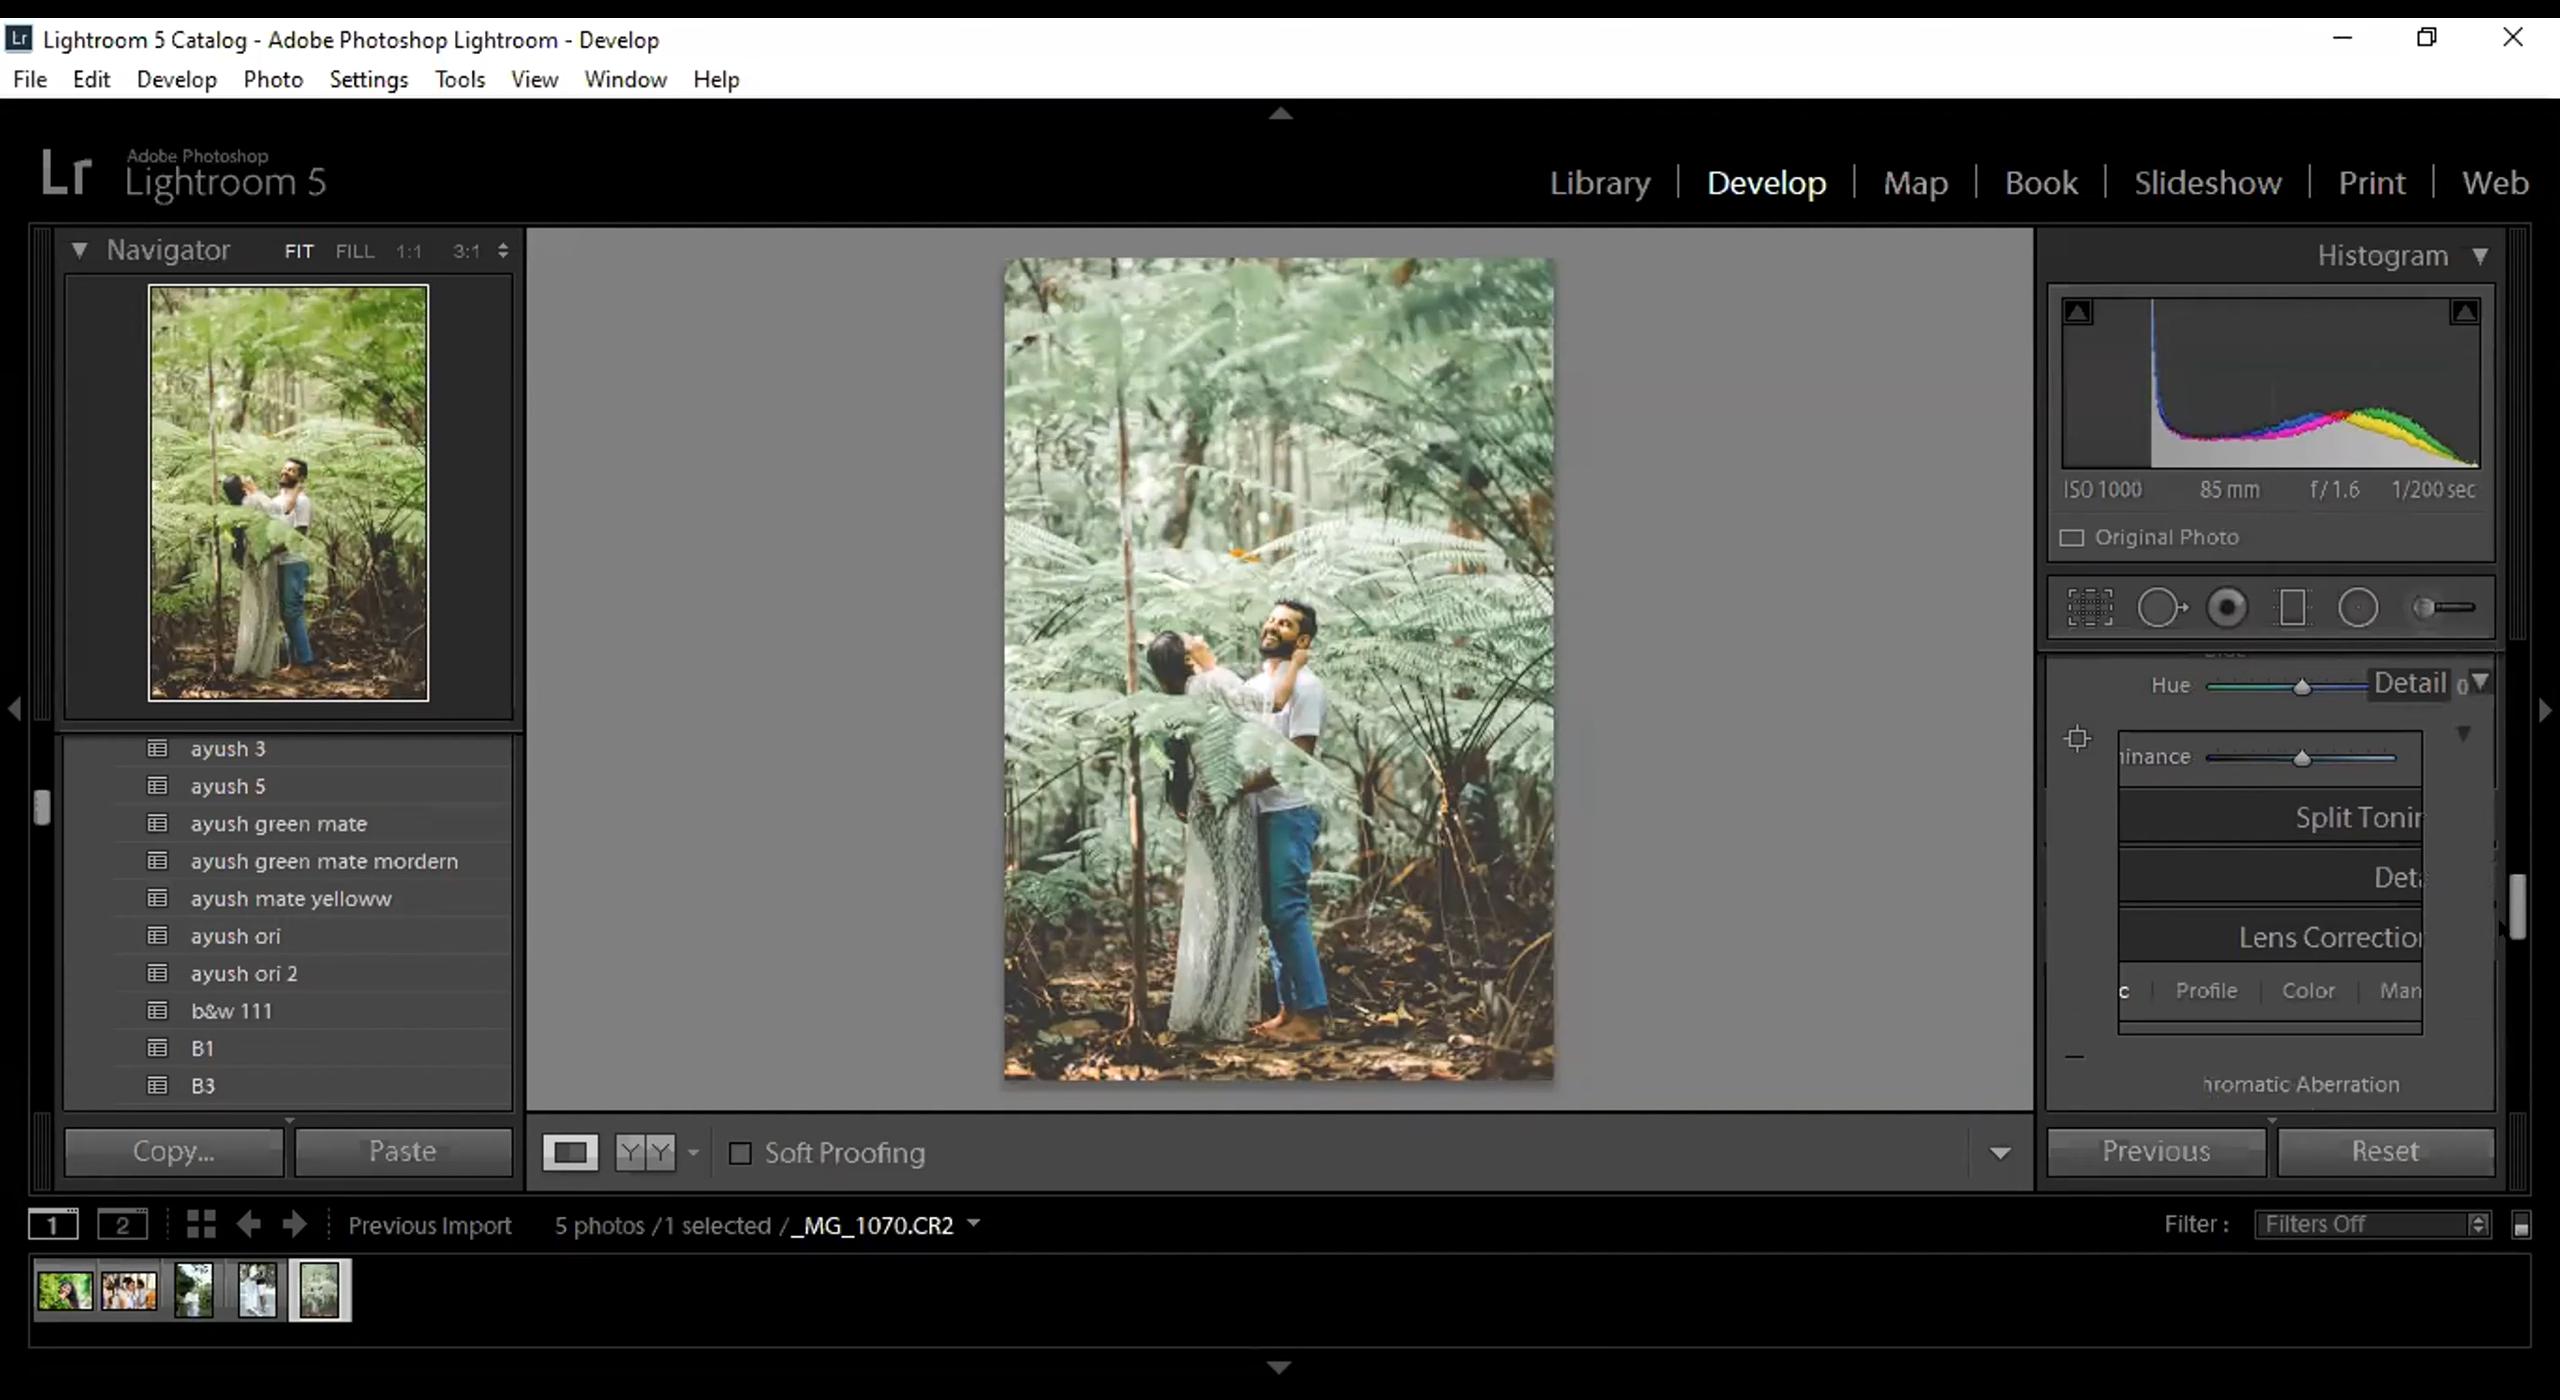 Lr Lightroom 5 Catalog - Adobe Photoshop Lightroom - Develop
File Edit Develop Photo Settings Tools View Window Help
Lr Adobe Photoshop
Lightroom 5
Library | Develop | Map | Book | Slideshow | Print | Web
Navigator FIT FILL 1:1 3:1
Histogram
ISO 1000 85 mm f / 1.6 1/200 sec
Original Photo
Hue Detail 0
inance
Split Tonin
Deta
Lens Correction
c | Profile | Color | Man
hromatic Aberration
ayush 3
ayush 5
ayush green mate
ayush green mate mordern
ayush mate yelloww
ayush ori
ayush ori 2
b&w 111
B1
B3
Copy... Paste
Y Y Soft Proofing
Previous Reset
1 2 Previous Import 5 photos /1 selected /_MG_1070.CR2
Filter : Filters Off